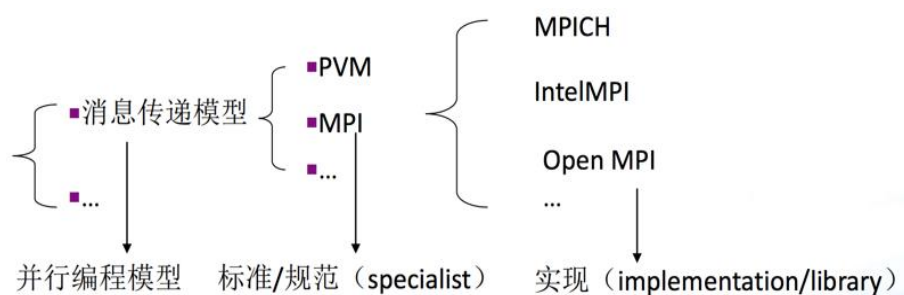 消息传递模型
...
PVM
MPI
...
MPICH
IntelMPI
Open MPI
...
并行编程模型
标准/规范（specialist）
实现（implementation/library）